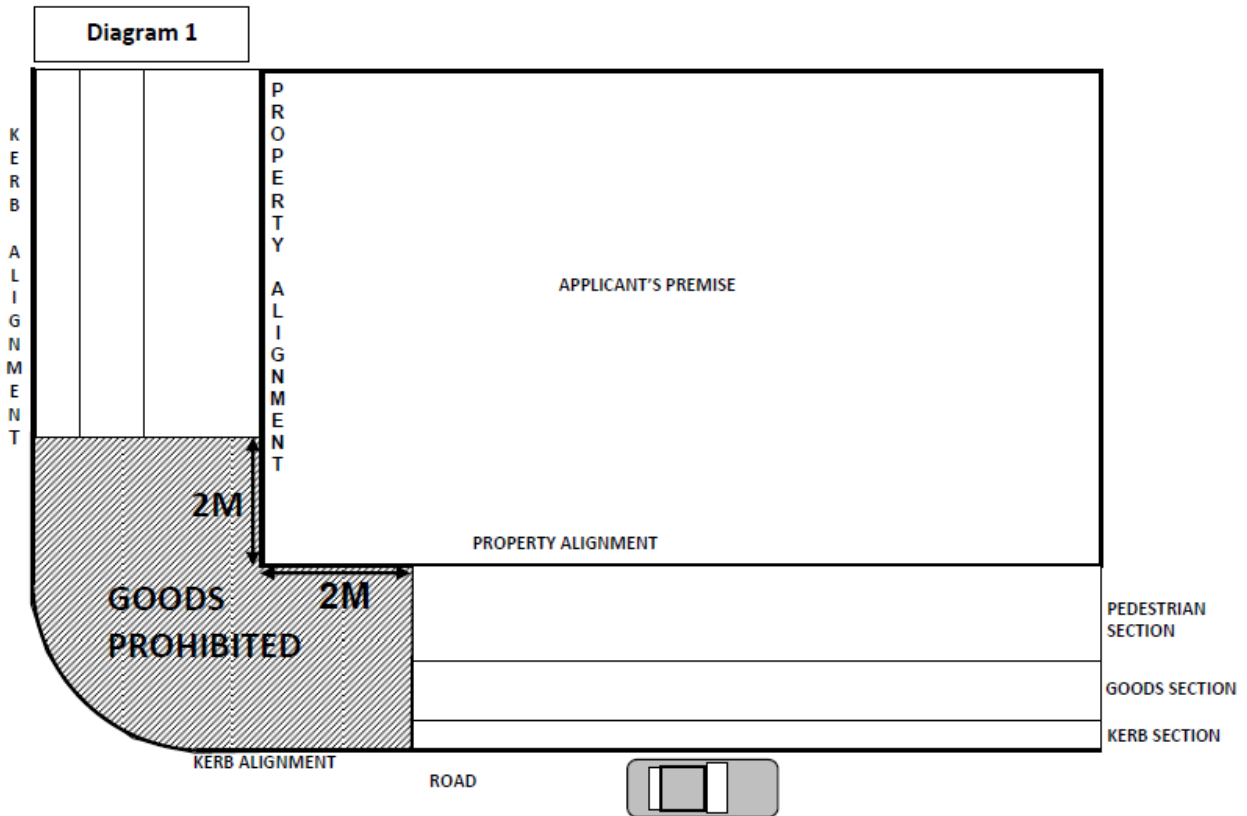 Diagram 1
KERB ALIGNMENT
PROPERTY ALIGNMENT
APPLICANT'S PREMISE
2M
PROPERTY ALIGNMENT
2M
GOODS
PROHIBITED
PEDESTRIAN
SECTION
GOODS SECTION
KERB SECTION
KERB ALIGNMENT
ROAD